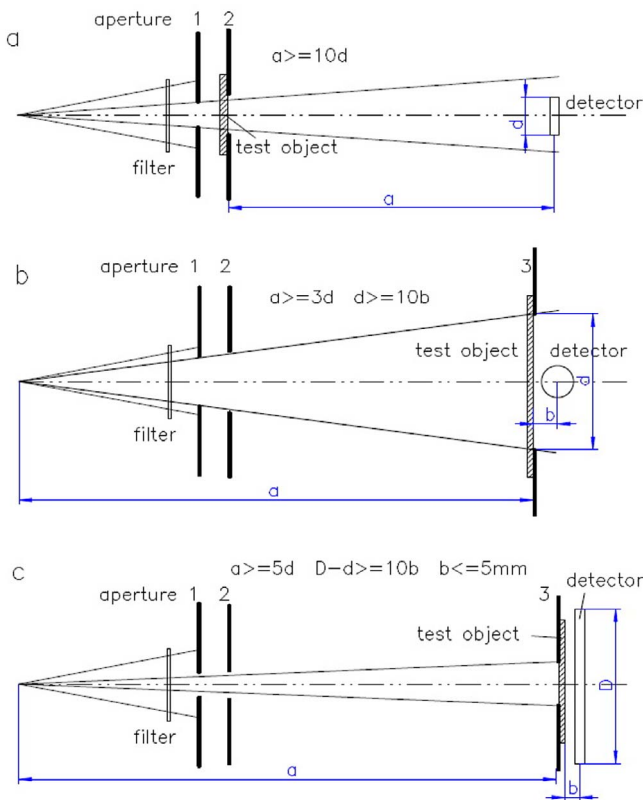 a
aperture 1 2
a>=10d
detector
d
test object
filter
a
b
aperture 1 2 3
a>=3d d>=10b
test object detector
d
b
filter
a
c
a>=5d D-d>=10b b<=5mm
detector
aperture 1 2 3
test object
D
filter
a
b